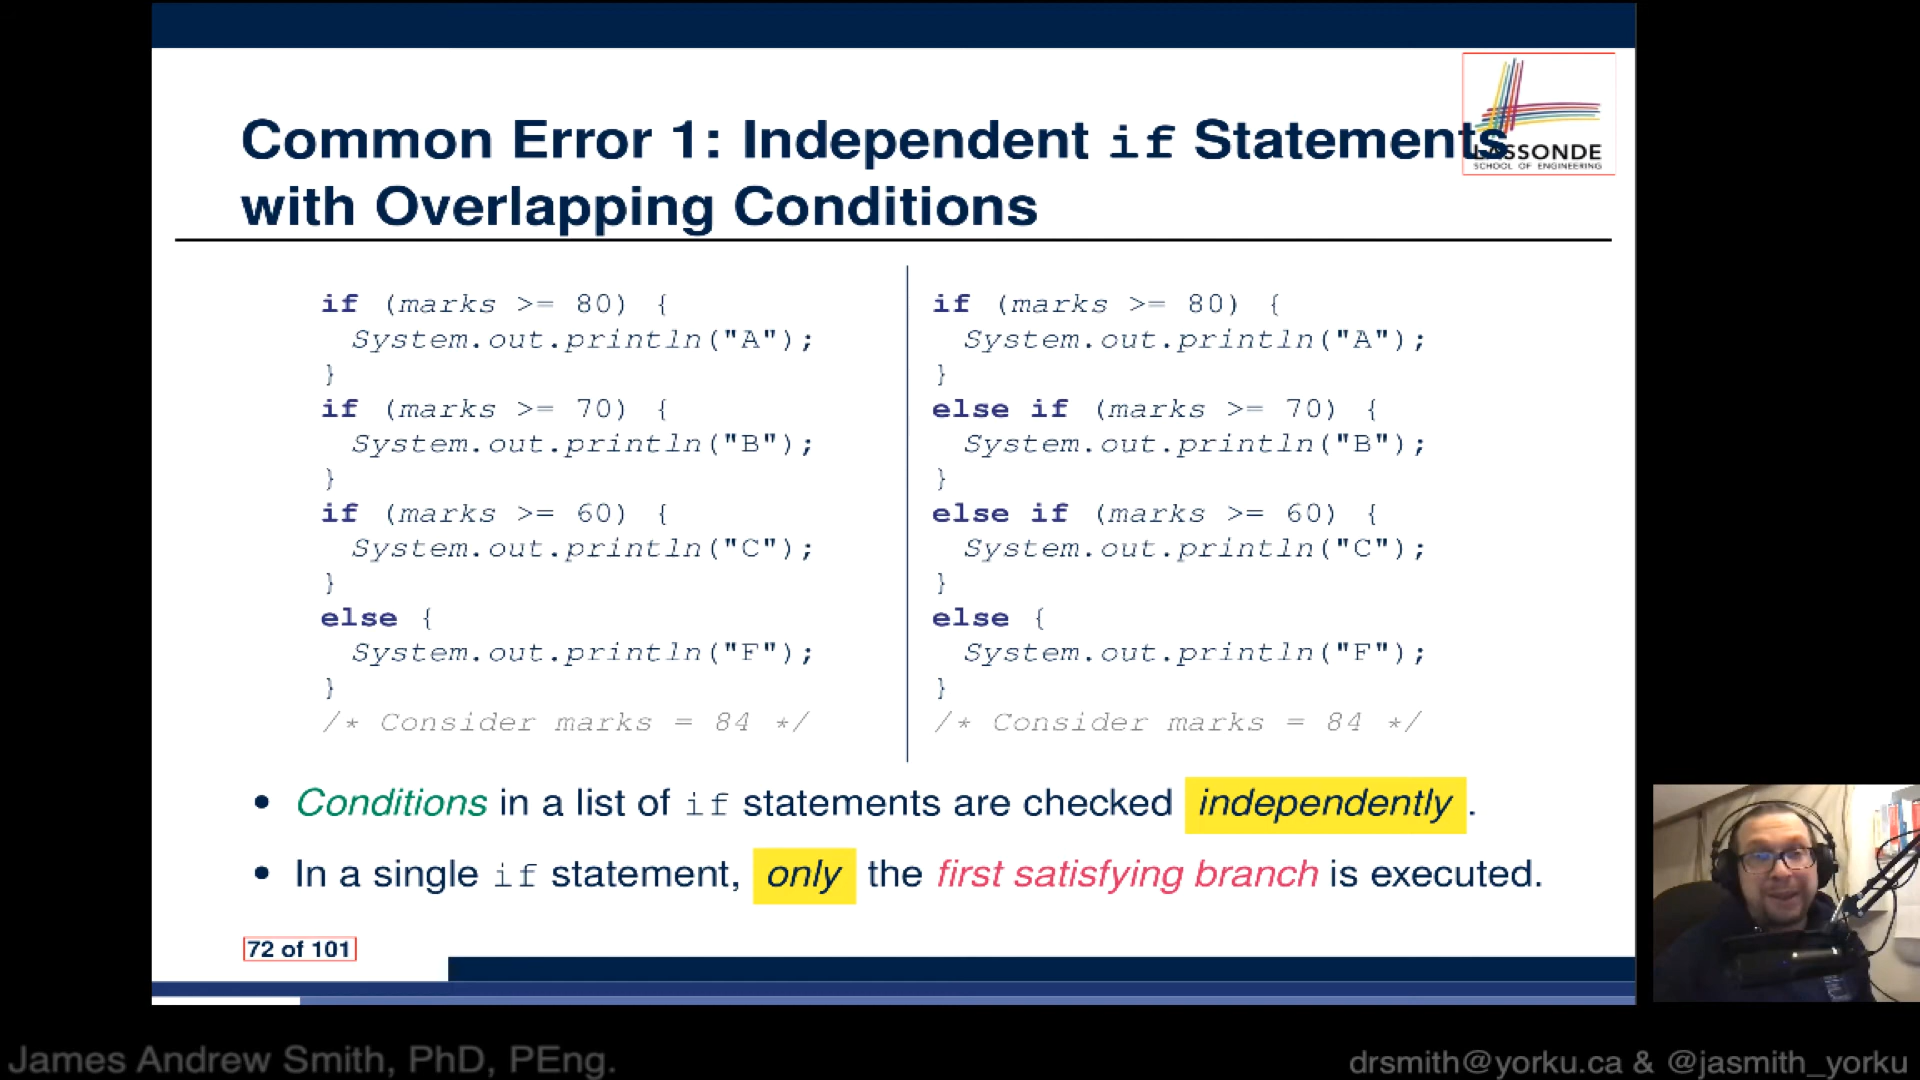 Common Error 1: Independent if Statements
with Overlapping Conditions
LASSONDE
SCHOOL OF ENGINEERING
if (marks >= 80) {
System.out.println("A");
}
if (marks >= 70) {
System.out.println("B");
}
if (marks >= 60) {
System.out.println("C");
}
else {
System.out.println("F");
}
/* Consider marks = 84 */
if (marks >= 80) {
System.out.println("A");
}
else if (marks >= 70) {
System.out.println("B");
}
else if (marks >= 60) {
System.out.println("C");
}
else {
System.out.println("F");
}
/* Consider marks = 84 */
• Conditions in a list of if statements are checked independently.
• In a single if statement, only the first satisfying branch is executed.
72 of 101
James Andrew Smith, PhD, PEng.
drsmith@yorku.ca & @jasmith_yorku